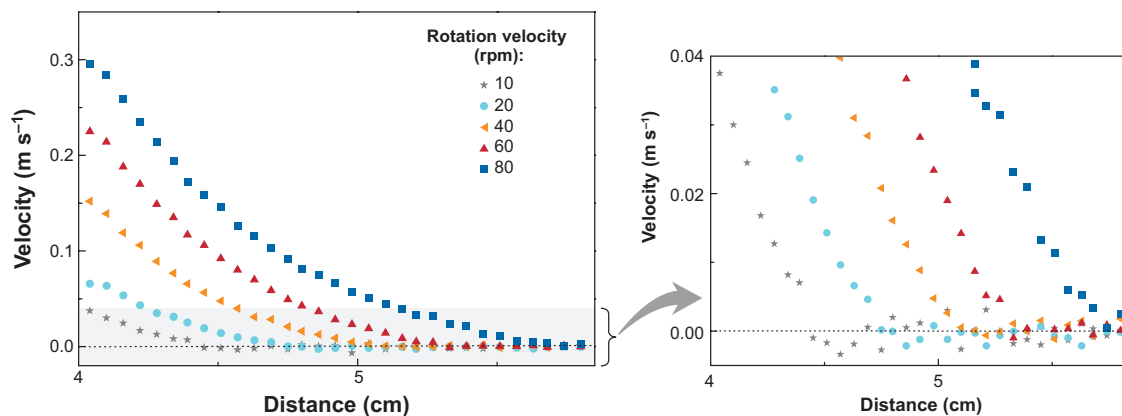 Rotation velocity
(rpm):
10
20
40
60
80
0.3
0.2
0.1
0.0
Velocity (m s⁻¹)
4
5
Distance (cm)
0.04
0.02
0.00
Velocity (m s⁻¹)
4
5
Distance (cm)